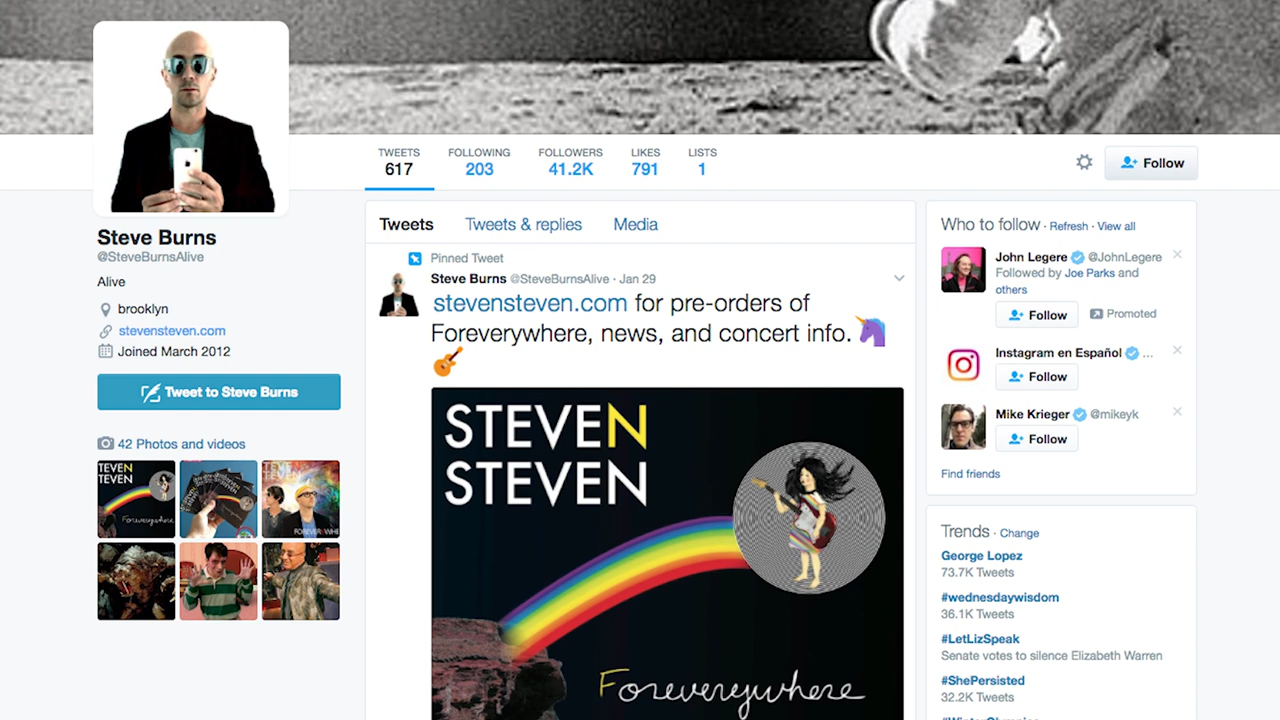 TWEETS FOLLOWING FOLLOWERS LIKES LISTS
617 203 41.2K 791 1
Follow
Steve Burns
@SteveBurnsAlive
Alive
brooklyn
stevensteven.com
Joined March 2012
Tweet to Steve Burns
42 Photos and videos
TEVEN
TEVEN
Foreverywhere
Tweets Tweets & replies Media
Pinned Tweet
Steve Burns @SteveBurnsAlive · Jan 29
stevensteven.com for pre-orders of
Foreverywhere, news, and concert info.
STEVEN
STEVEN
Foreverywhere
Who to follow · Refresh · View all
John Legere @JohnLegere
Followed by Joe Parks and
others
Follow Promoted
Instagram en Español ...
Follow
Mike Krieger @mikeyk
Follow
Find friends
Trends · Change
George Lopez
73.7K Tweets
#wednesdaywisdom
36.1K Tweets
#LetLizSpeak
Senate votes to silence Elizabeth Warren
#ShePersisted
32.2K Tweets